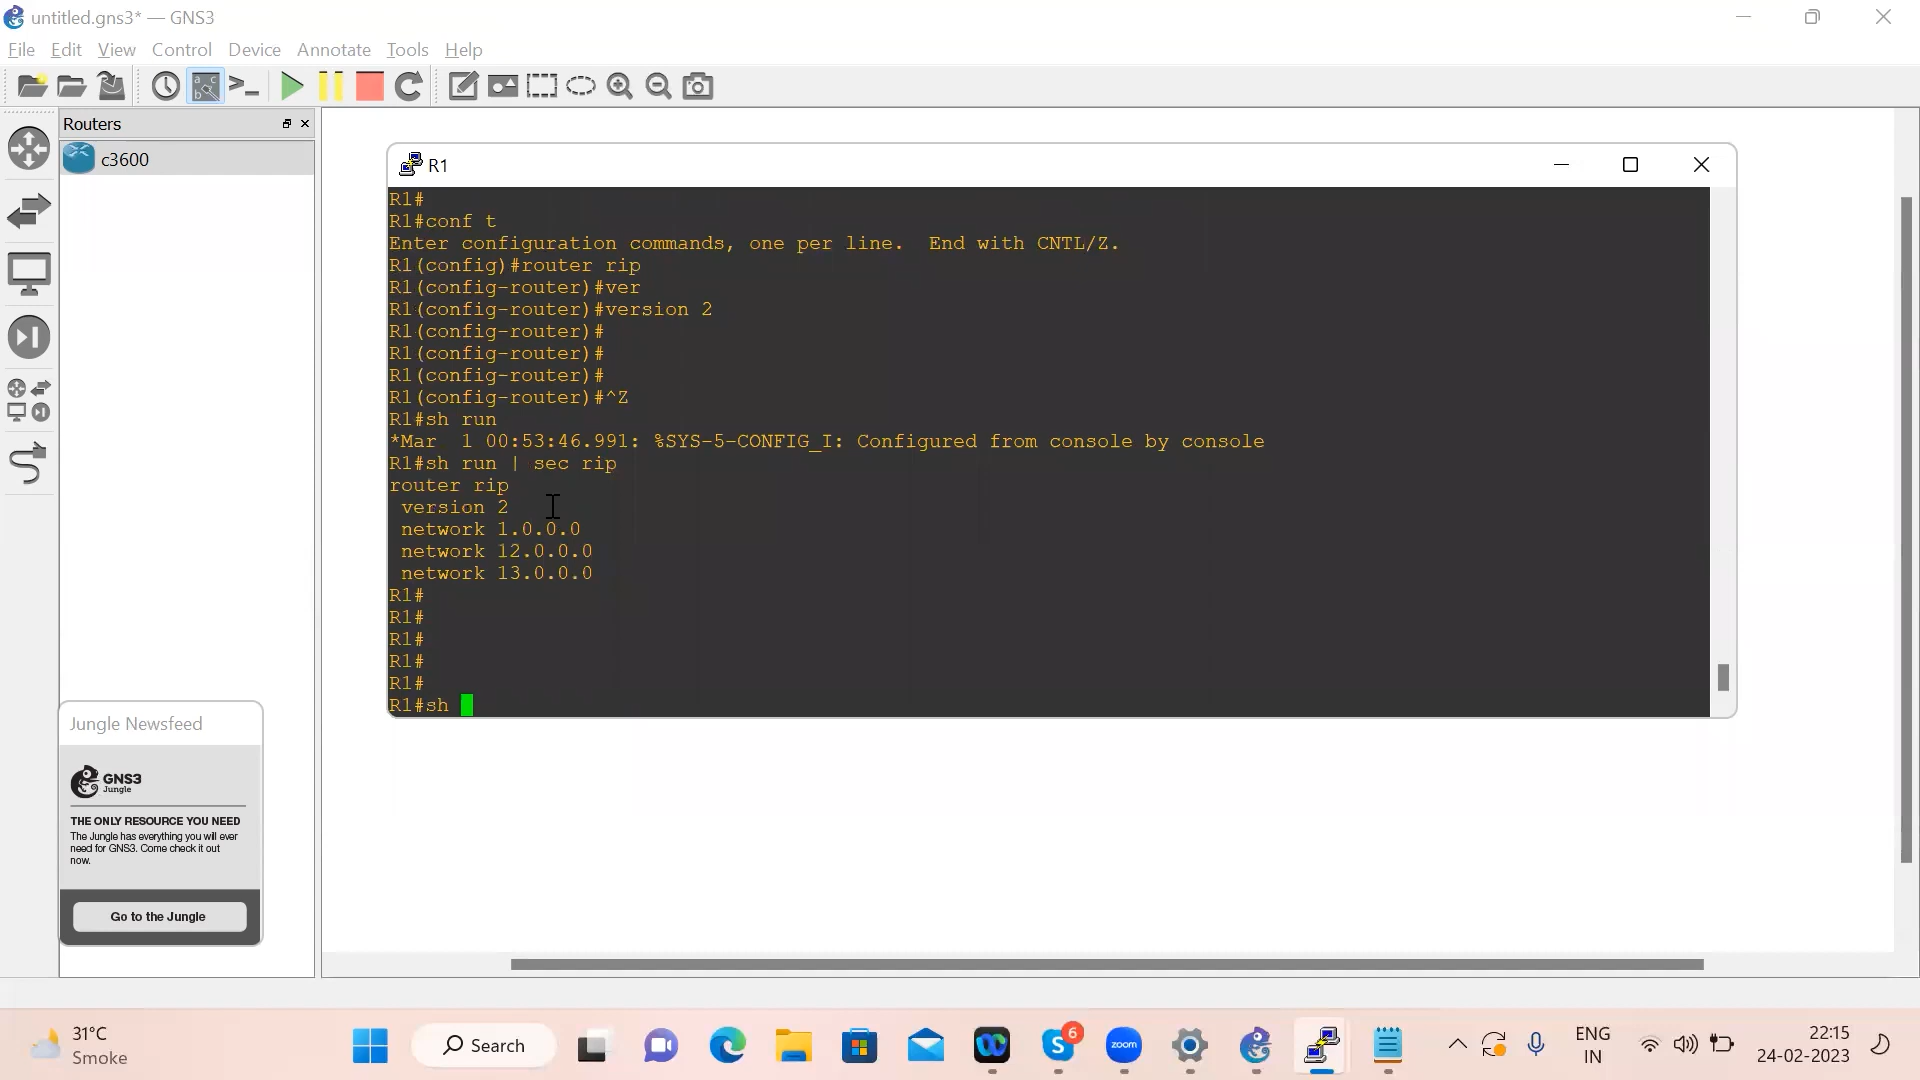 untitled.gns3* — GNS3
File Edit View Control Device Annotate Tools Help
Routers
c3600
R1
R1#
R1#conf t
Enter configuration commands, one per line.  End with CNTL/Z.
R1(config)#router rip
R1(config-router)#ver
R1(config-router)#version 2
R1(config-router)#
R1(config-router)#
R1(config-router)#
R1(config-router)#^Z
R1#sh run
*Mar  1 00:53:46.991: %SYS-5-CONFIG_I: Configured from console by console
R1#sh run | sec rip
router rip
 version 2
 network 1.0.0.0
 network 12.0.0.0
 network 13.0.0.0
R1#
R1#
R1#
R1#
R1#
R1#sh
Jungle Newsfeed
GNS3
Jungle
THE ONLY RESOURCE YOU NEED
The Jungle has everything you will ever
need for GNS3. Come check it out
now.
Go to the Jungle
31°C
Smoke
Search
6
zoom
ENG
IN
22:15
24-02-2023